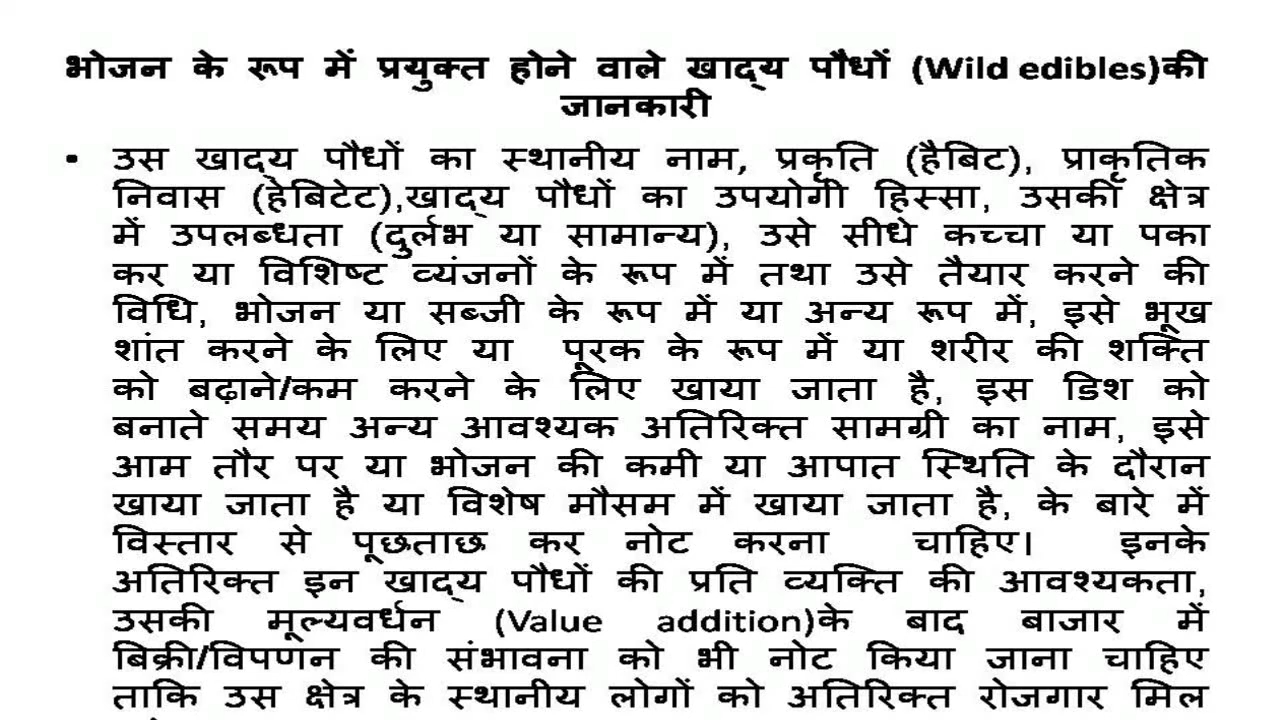 भोजन के रूप में प्रयुक्त होने वाले खाद्य पौधों (Wild edibles)की
जानकारी
• उस खाद्य पौधों का स्थानीय नाम, प्रकृति (हैबिट), प्राकृतिक
निवास (हेबिटेट),खाद्य पौधों का उपयोगी हिस्सा, उसकी क्षेत्र
में उपलब्धता (दुर्लभ या सामान्य), उसे सीधे कच्चा या पका
कर या विशिष्ट व्यंजनों के रूप में तथा उसे तैयार करने की
विधि, भोजन या सब्जी के रूप में या अन्य रूप में, इसे भूख
शांत करने के लिए या पूरक के रूप में या शरीर की शक्ति
को बढ़ाने/कम करने के लिए खाया जाता है, इस डिश को
बनाते समय अन्य आवश्यक अतिरिक्त सामग्री का नाम, इसे
आम तौर पर या भोजन की कमी या आपात स्थिति के दौरान
खाया जाता है या विशेष मौसम में खाया जाता है, के बारे में
विस्तार से पूछताछ कर नोट करना चाहिए। इनके
अतिरिक्त इन खाद्य पौधों की प्रति व्यक्ति की आवश्यकता,
उसकी मूल्यवर्धन (Value addition)के बाद बाजार में
बिक्री/विपणन की संभावना को भी नोट किया जाना चाहिए
ताकि उस क्षेत्र के स्थानीय लोगों को अतिरिक्त रोजगार मिल